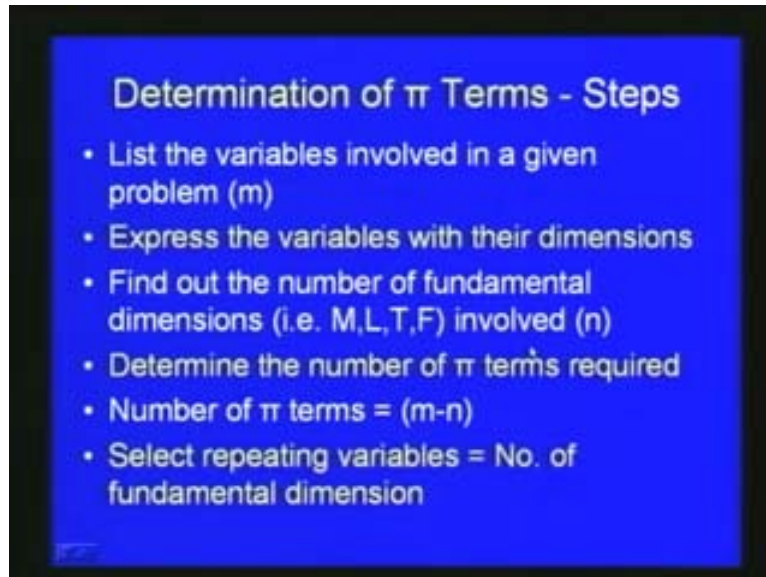 Determination of π Terms - Steps
• List the variables involved in a given
problem (m)
• Express the variables with their dimensions
• Find out the number of fundamental
dimensions (i.e. M,L,T,F) involved (n)
• Determine the number of π terms required
• Number of π terms = (m-n)
• Select repeating variables = No. of
fundamental dimension